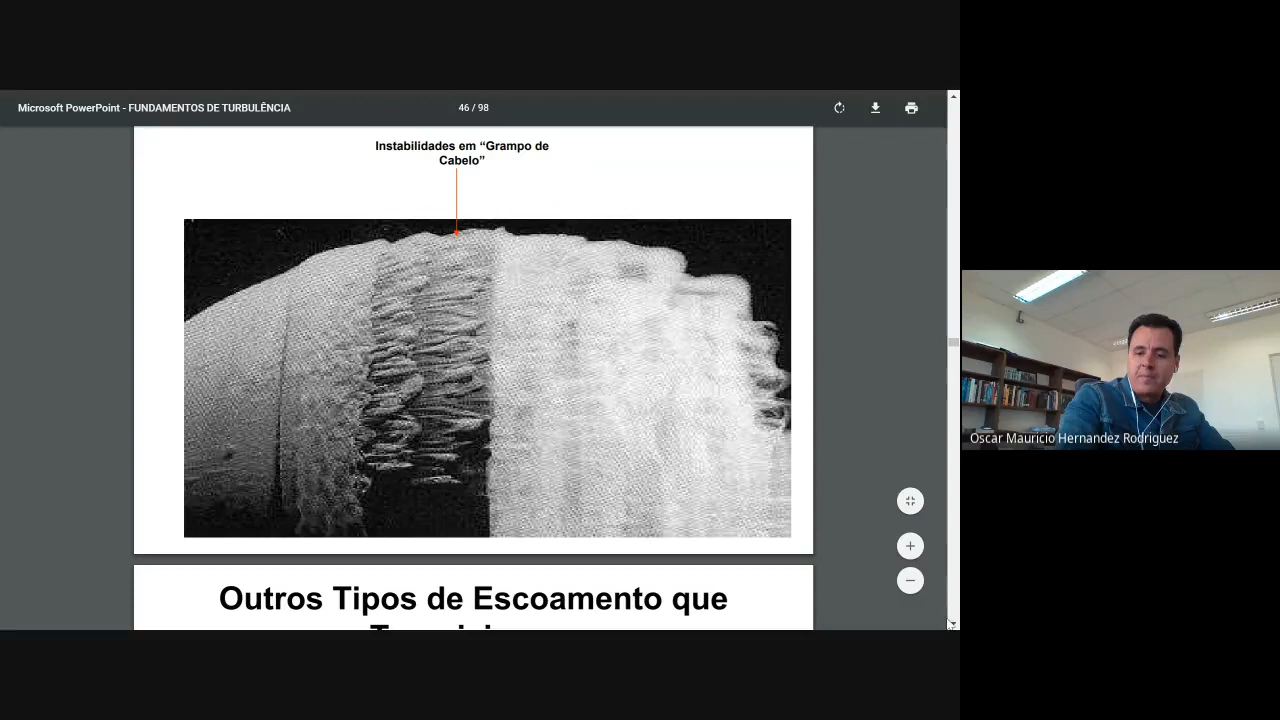 Microsoft PowerPoint - FUNDAMENTOS DE TURBULÊNCIA
46 / 98
Instabilidades em “Grampo de
Cabelo”
Outros Tipos de Escoamento que
Oscar Mauricio Hernandez Rodriguez